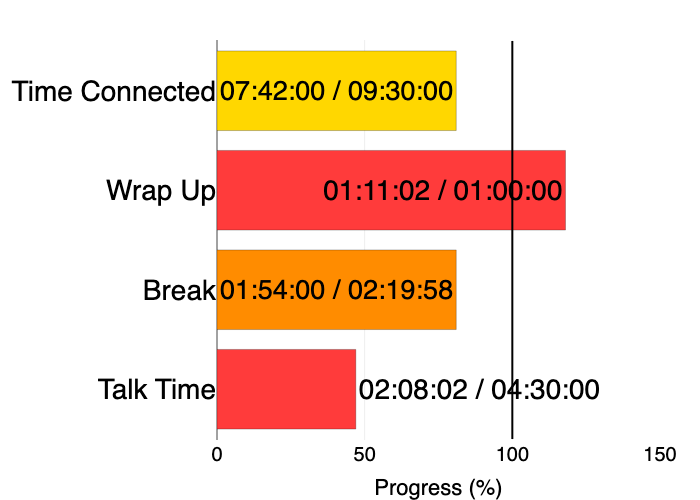 Time Connected 07:42:00 / 09:30:00
Wrap Up 01:11:02 / 01:00:00
Break 01:54:00 / 02:19:58
Talk Time 02:08:02 / 04:30:00
0 50 100 150
Progress (%)